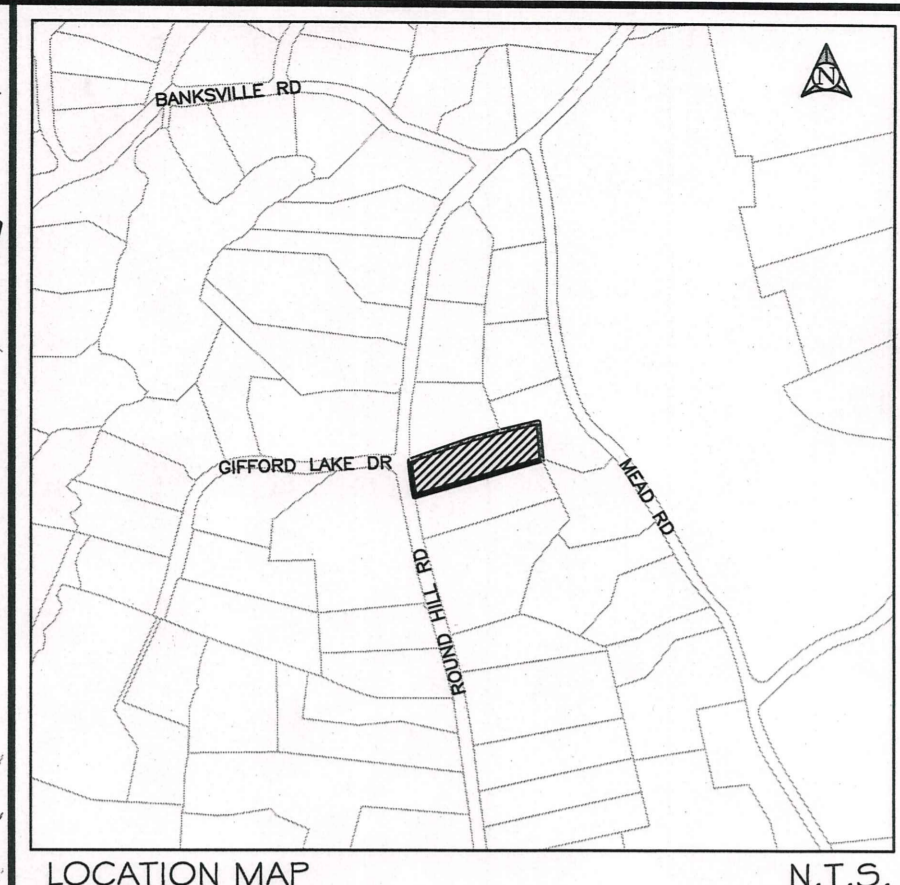 BANKSVILLE RD
N
GIFFORD LAKE DR
MEAD RD
ROUND HILL RD
LOCATION MAP
N.T.S.